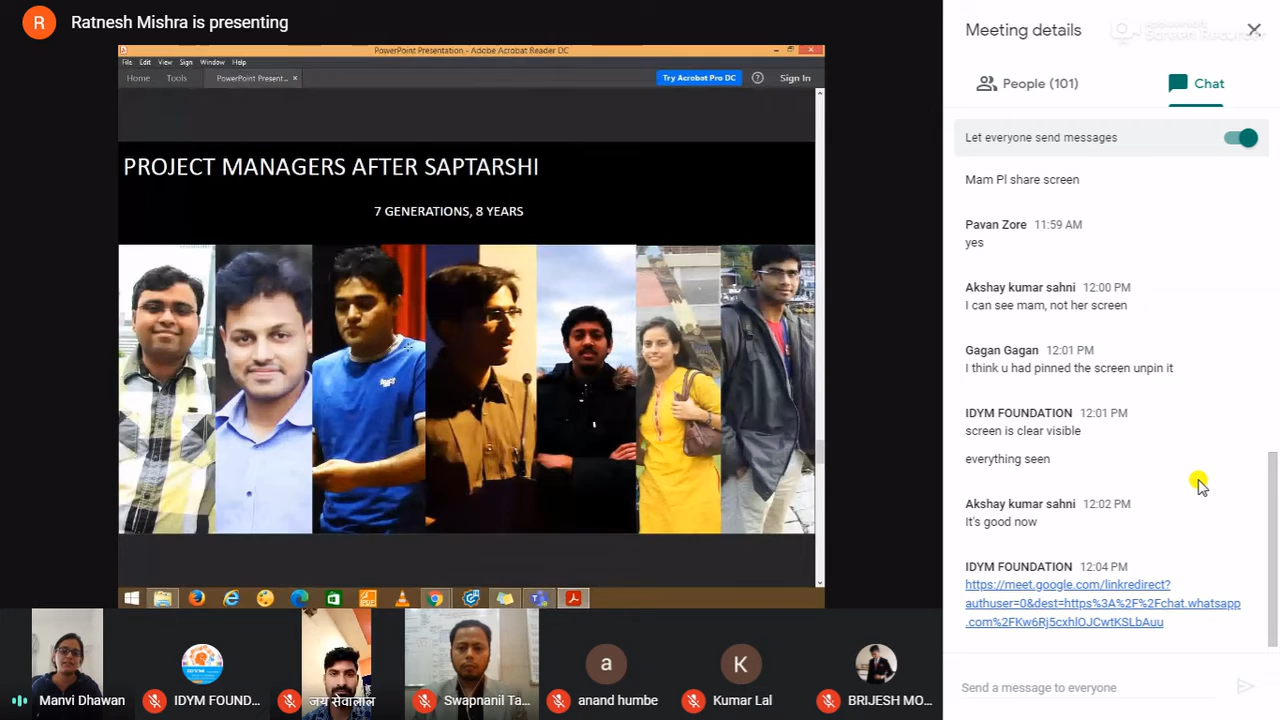 R
Ratnesh Mishra is presenting
PowerPoint Presentation - Adobe Acrobat Reader DC
File Edit View Sign Window Help
Home Tools PowerPoint Present... ×
Try Acrobat Pro DC
Sign In
PROJECT MANAGERS AFTER SAPTARSHI
7 GENERATIONS, 8 YEARS
Manvi Dhawan
IDYM FOUND...
जय सेवालाल
Swapnanil Ta...
a
anand humbe
K
Kumar Lal
BRIJESH MO...
Meeting details
Screen Recorder
People (101)
Chat
Let everyone send messages
Mam Pl share screen
Pavan Zore 11:59 AM
yes
Akshay kumar sahni 12:00 PM
I can see mam, not her screen
Gagan Gagan 12:01 PM
I think u had pinned the screen unpin it
IDYM FOUNDATION 12:01 PM
screen is clear visible
everything seen
Akshay kumar sahni 12:02 PM
It's good now
IDYM FOUNDATION 12:04 PM
https://meet.google.com/linkredirect?
authuser=0&dest=https%3A%2F%2Fchat.whatsapp
.com%2FKw6Rj5cxhlOJCwtKSLbAuu
Send a message to everyone